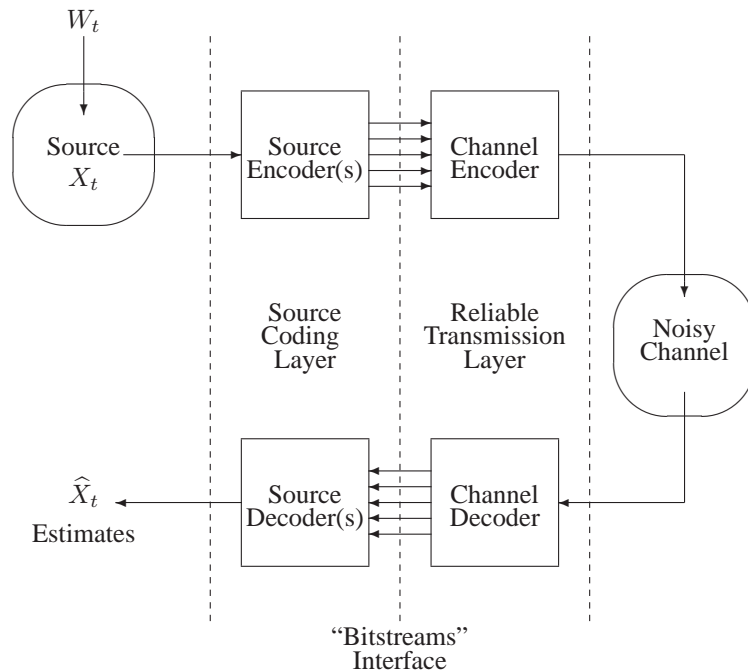 W_t
Source
X_t
Source
Encoder(s)
Channel
Encoder
Source
Coding
Layer
Reliable
Transmission
Layer
Noisy
Channel
X̂_t
Estimates
Source
Decoder(s)
Channel
Decoder
“Bitstreams”
Interface